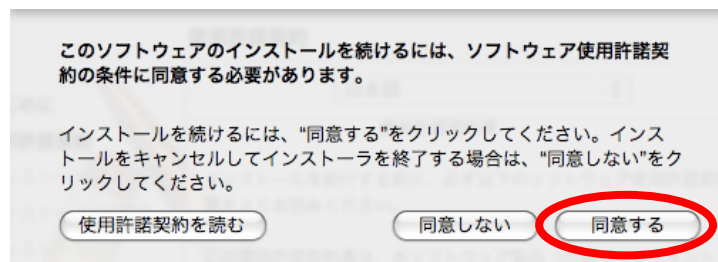 このソフトウェアのインストールを続けるには、ソフトウェア使用許諾契
約の条件に同意する必要があります。
インストールを続けるには、“同意する”をクリックしてください。インス
トールをキャンセルしてインストーラを終了する場合は、“同意しない”をク
リックしてください。
使用許諾契約を読む 同意しない 同意する